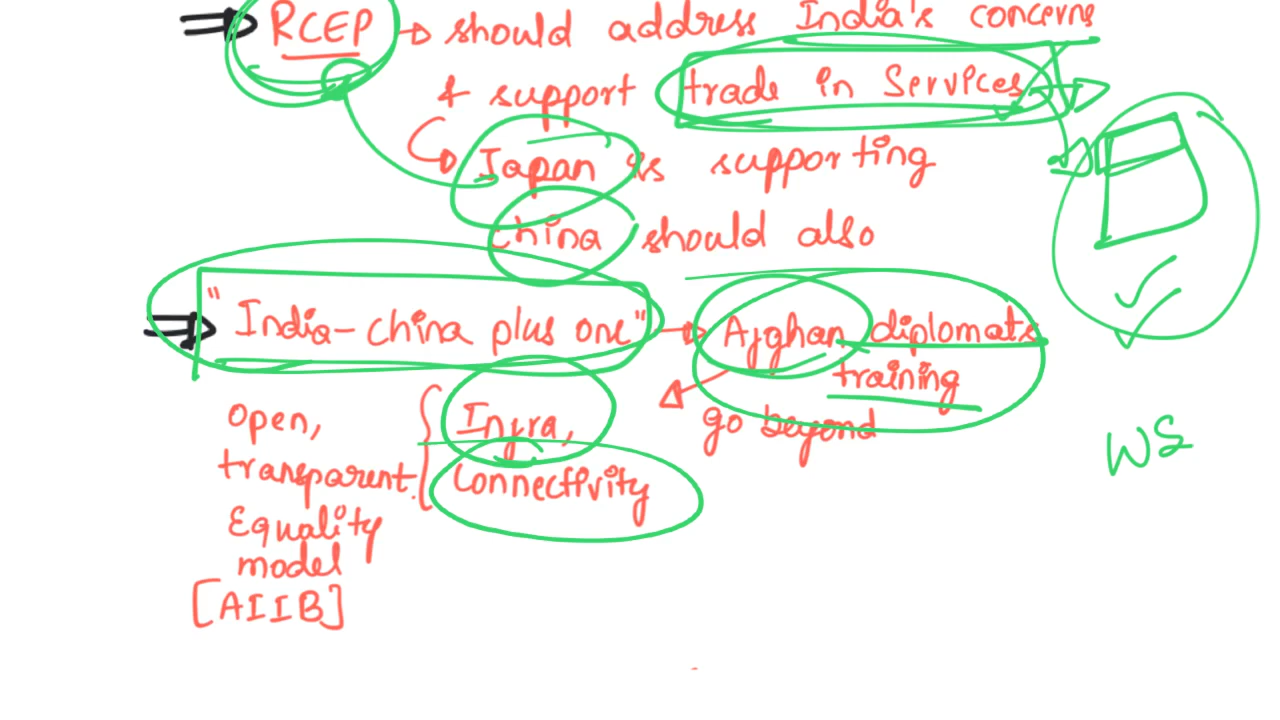 ⇒ RCEP → should address India's concerns
& support trade in Services
↳ Japan is supporting
China should also
⇒ "India-china plus one" → Afghan diplomats
training
go beyond
Infra,
Connectivity
Open,
transparent.
Equality
model
[AIIB]
WS